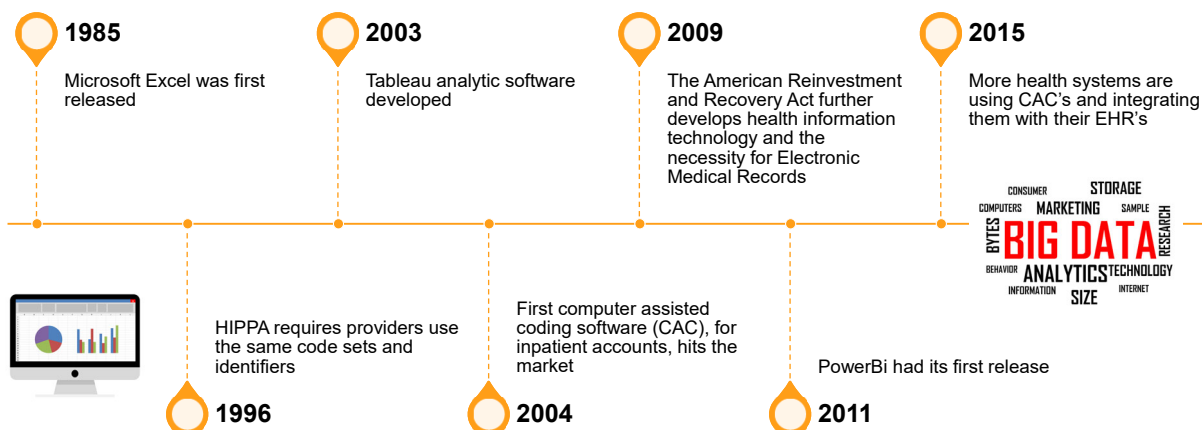 1985
Microsoft Excel was first
released
2003
Tableau analytic software
developed
2009
The American Reinvestment
and Recovery Act further
develops health information
technology and the
necessity for Electronic
Medical Records
2015
More health systems are
using CAC's and integrating
them with their EHR's
CONSUMER STORAGE
COMPUTERS MARKETING SAMPLE
BYTES BIG DATA RESEARCH
BEHAVIOR ANALYTICS TECHNOLOGY
INFORMATION SIZE INTERNET
HIPPA requires providers use
the same code sets and
identifiers
1996
First computer assisted
coding software (CAC), for
inpatient accounts, hits the
market
2004
PowerBi had its first release
2011